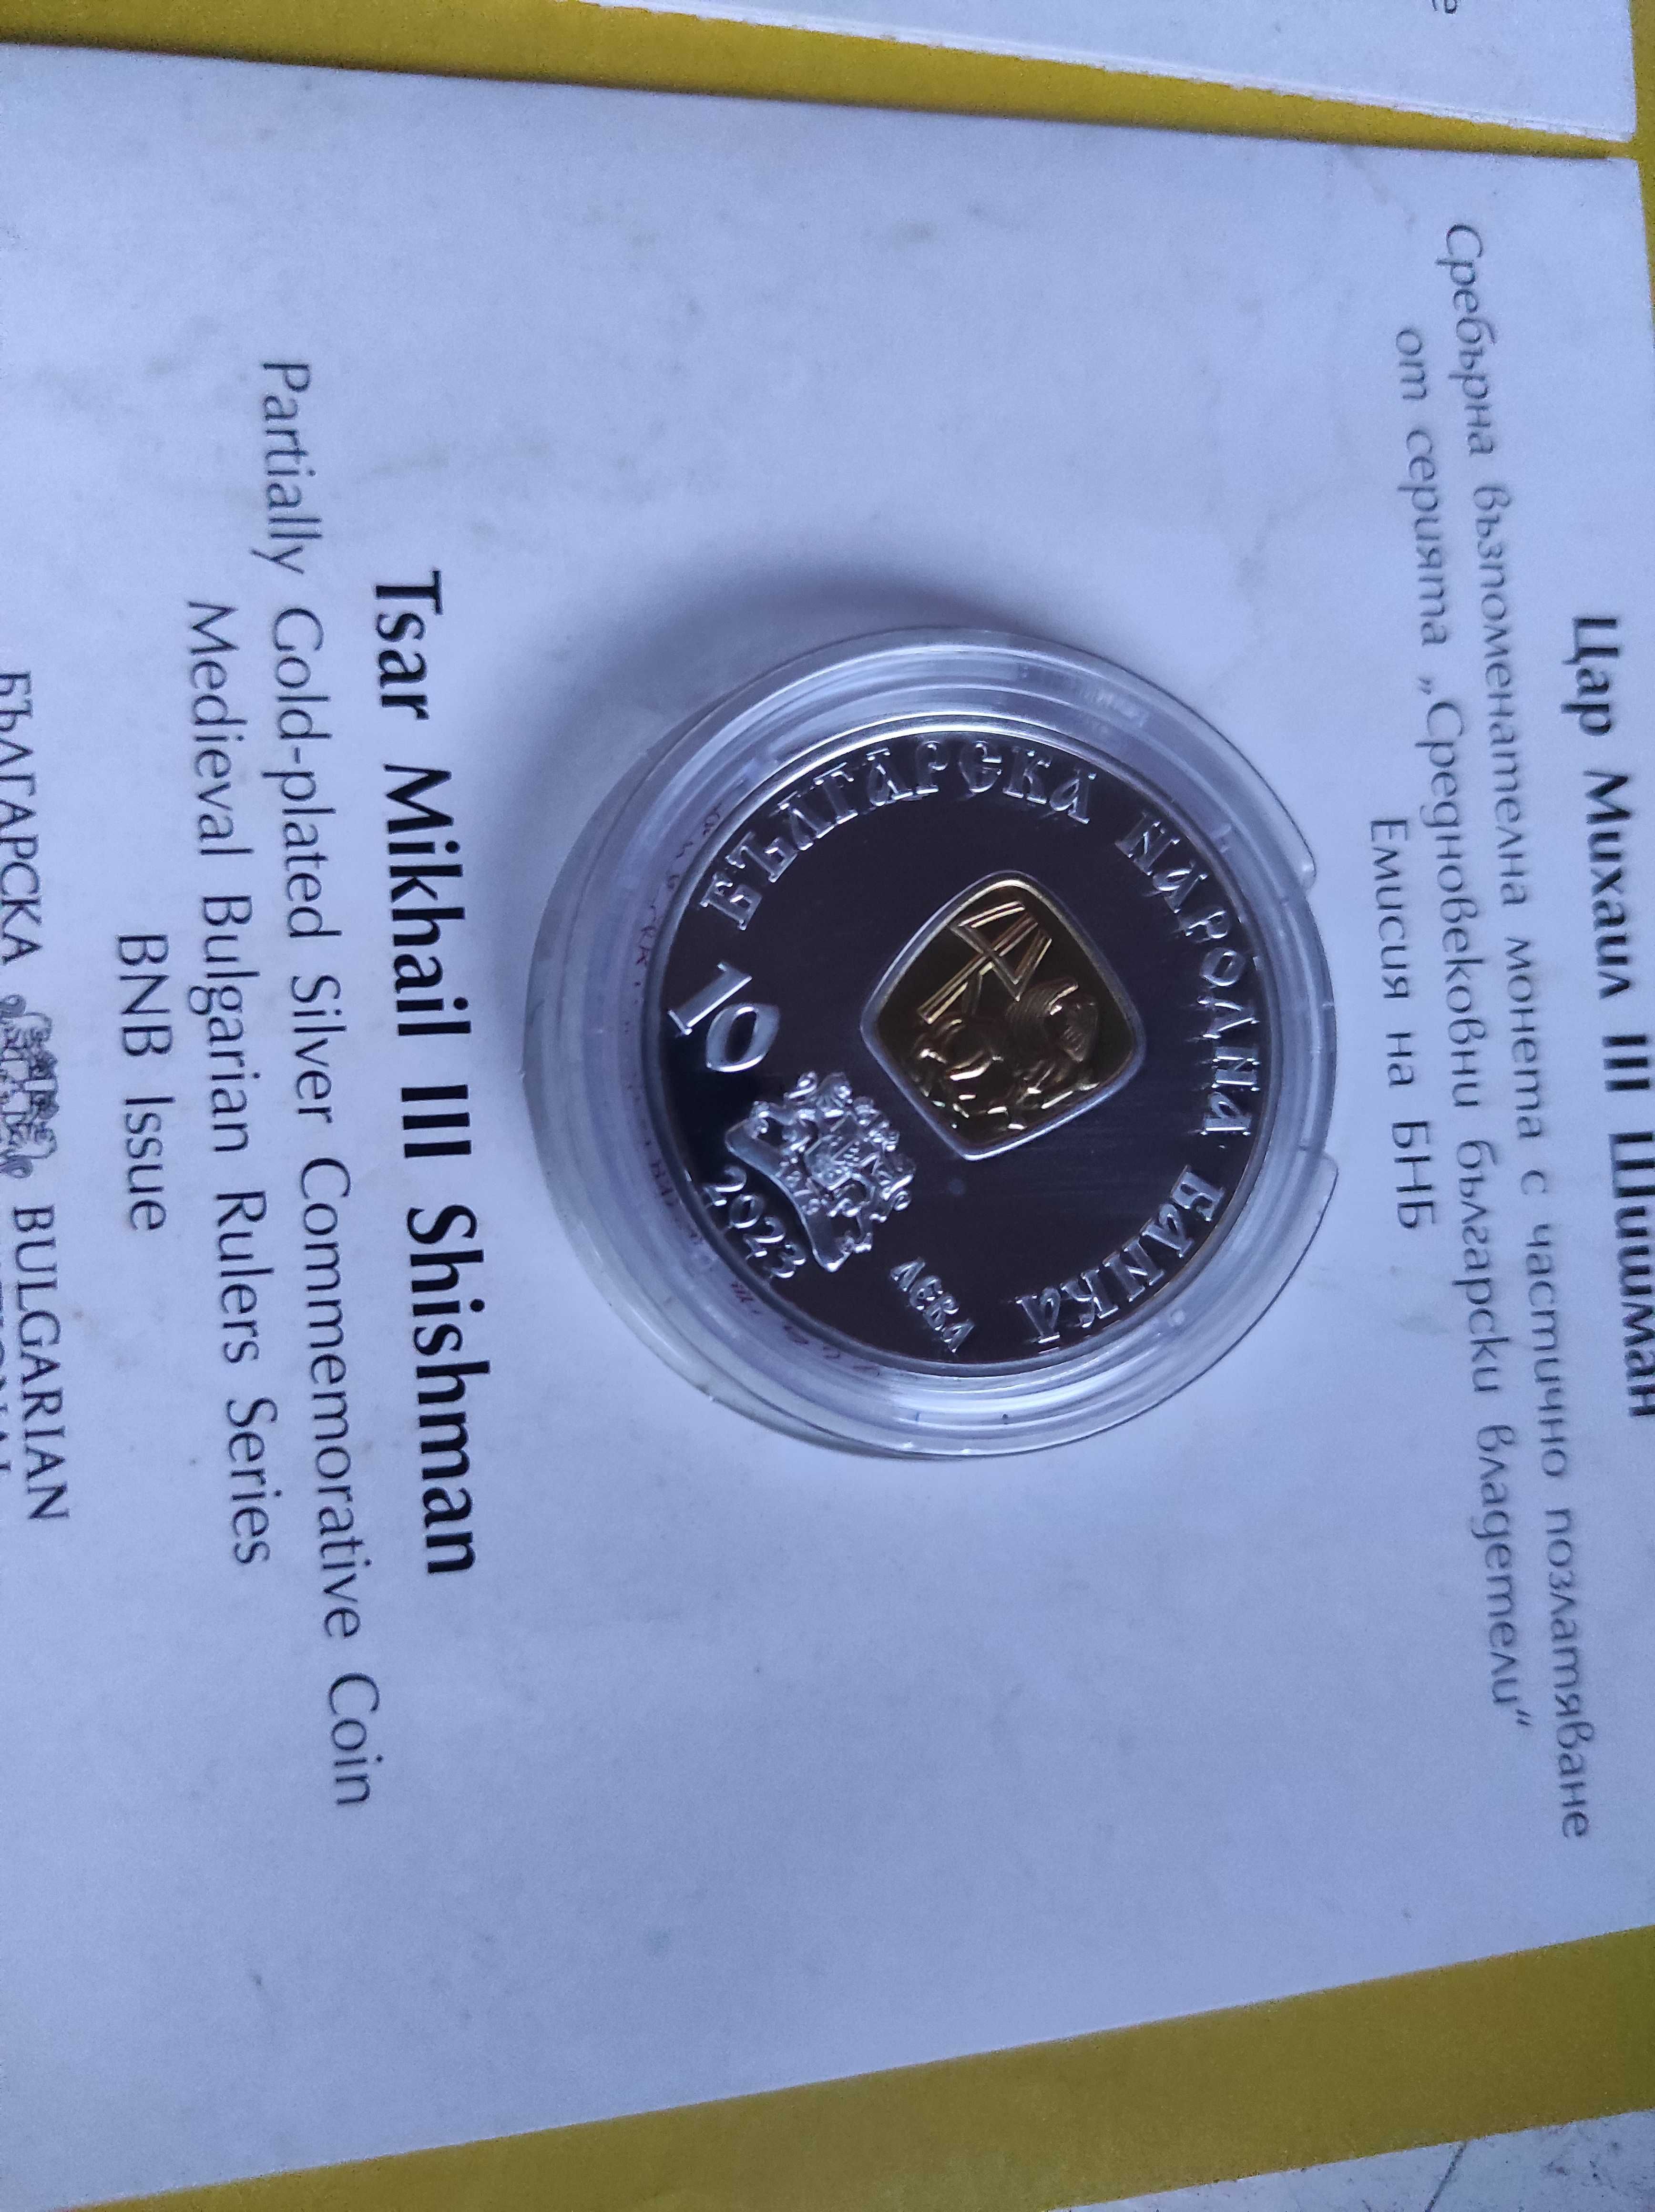 Цар Михаил III Шишман
Сребърна възпоменателна монета с частично позлатяване
от серията „Средновековни български владетели“
Емисия на БНБ
БЪЛГАРСКА НАРОДНА БАНКА
10
ЛЕВА
2023
Tsar Mikhail III Shishman
Partially Gold-plated Silver Commemorative Coin
Medieval Bulgarian Rulers Series
BNB Issue
БЪЛГАРСКА BULGARIAN